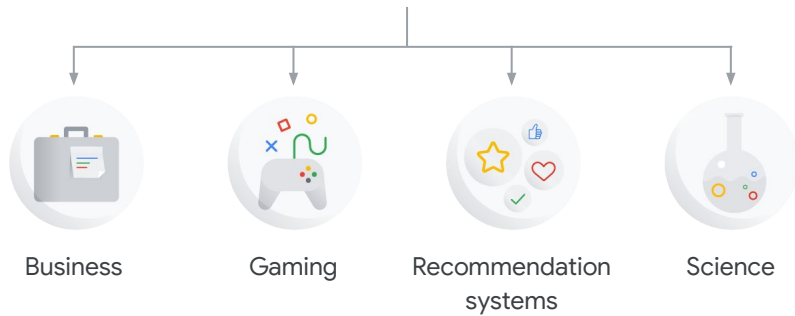 Business
Gaming
Recommendation
systems
Science